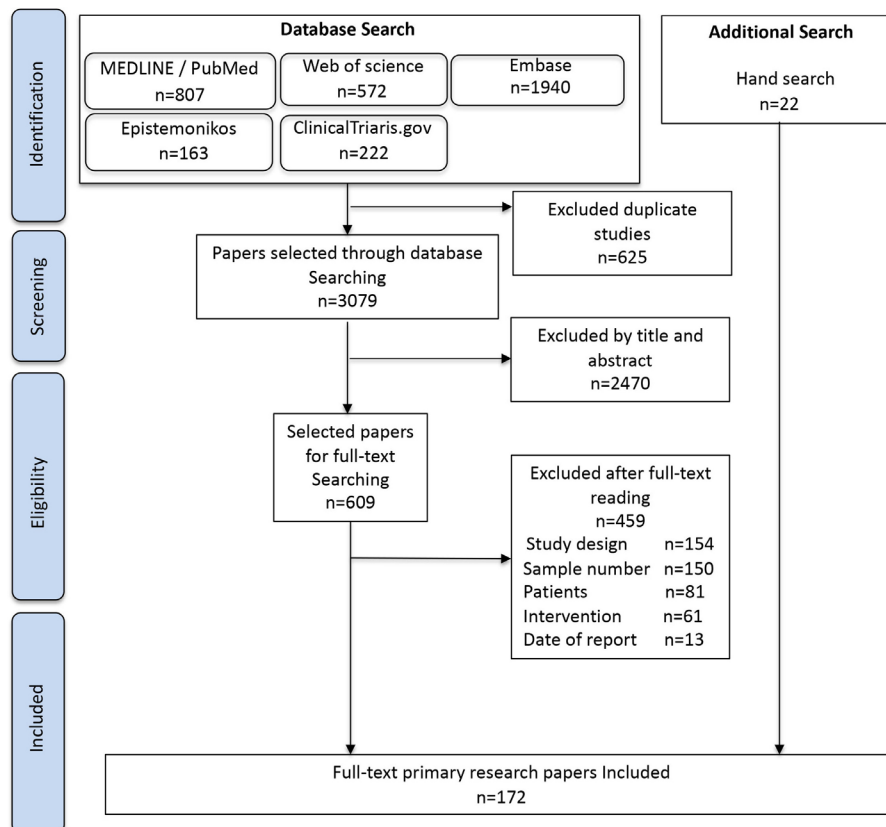 Identification
Database Search
MEDLINE / PubMed
n=807
Web of science
n=572
Embase
n=1940
Epistemonikos
n=163
ClinicalTriaris.gov
n=222
Additional Search
Hand search
n=22
Excluded duplicate
studies
n=625
Screening
Papers selected through database
Searching
n=3079
Excluded by title and
abstract
n=2470
Eligibility
Selected papers
for full-text
Searching
n=609
Excluded after full-text
reading
n=459
Study design n=154
Sample number n=150
Patients n=81
Intervention n=61
Date of report n=13
Included
Full-text primary research papers Included
n=172